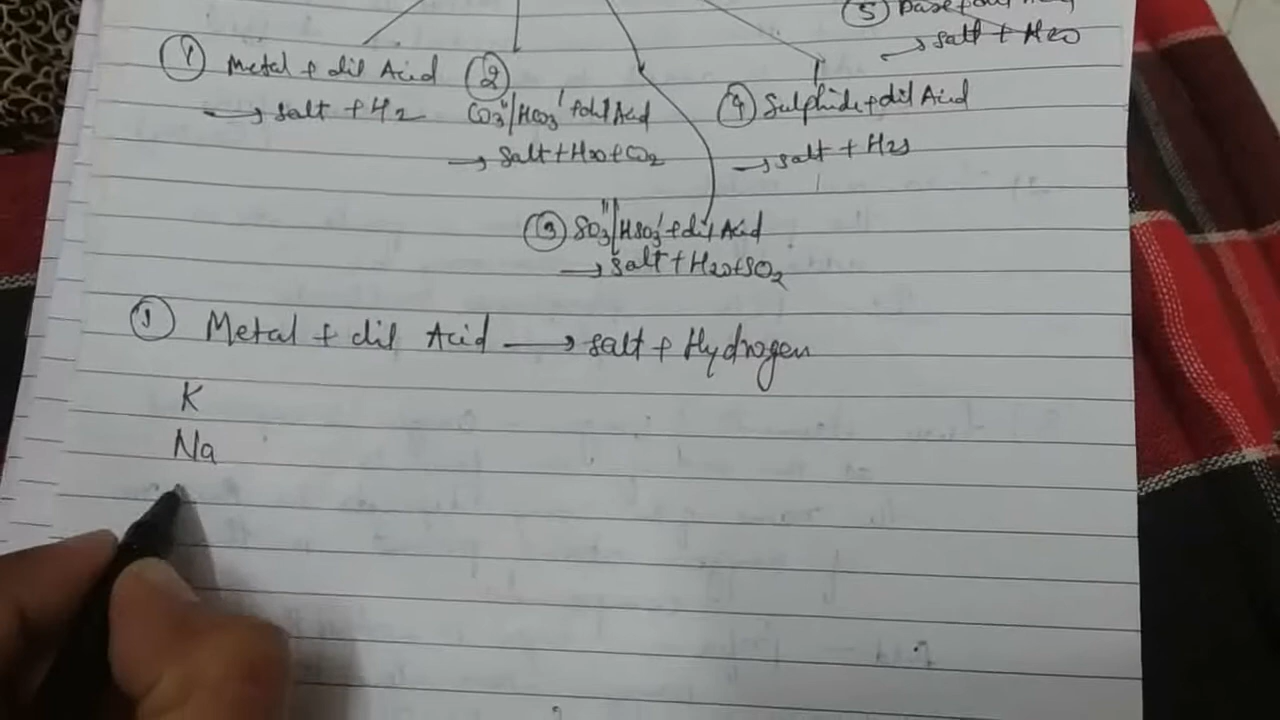 ⑤ Base + dil
→ salt + H2O
① Metal + dil Acid
→ salt + H2
②
CO3"/HCO3' + dil Acid
→ salt + H2O + CO2
④ Sulphide + dil Acid
→ salt + H2S
③ SO3"/HSO3' + dil Acid
→ salt + H2O + SO2
① Metal + dil Acid → salt + Hydrogen
K
Na